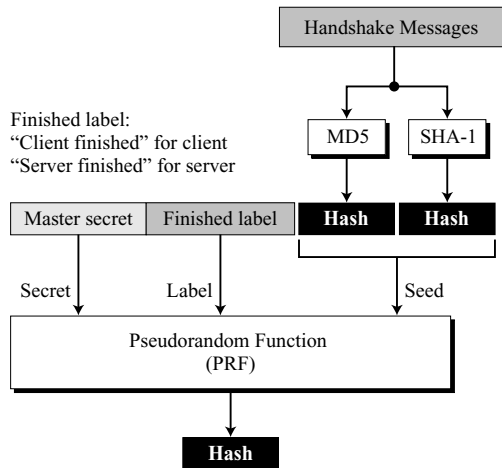 Handshake Messages
Finished label:
“Client finished” for client
“Server finished” for server
MD5
SHA-1
Master secret
Finished label
Hash
Hash
Secret
Label
Seed
Pseudorandom Function
(PRF)
Hash